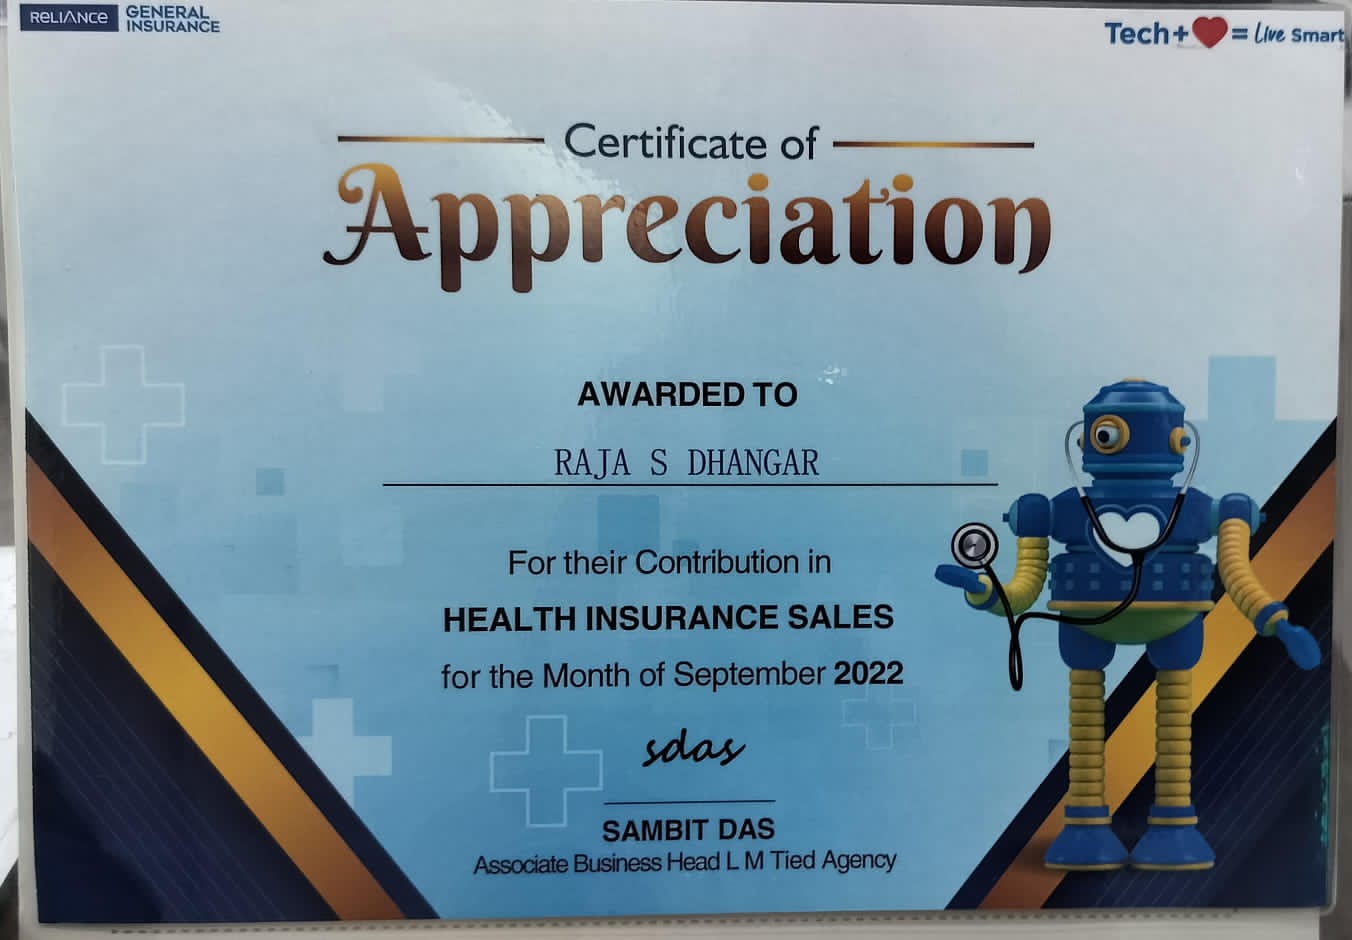 RELIANCE GENERAL INSURANCE
Tech+ = Live Smart
Certificate of
Appreciation
AWARDED TO
RAJA S DHANGAR
For their Contribution in
HEALTH INSURANCE SALES
for the Month of September 2022
sdas
SAMBIT DAS
Associate Business Head L M Tied Agency